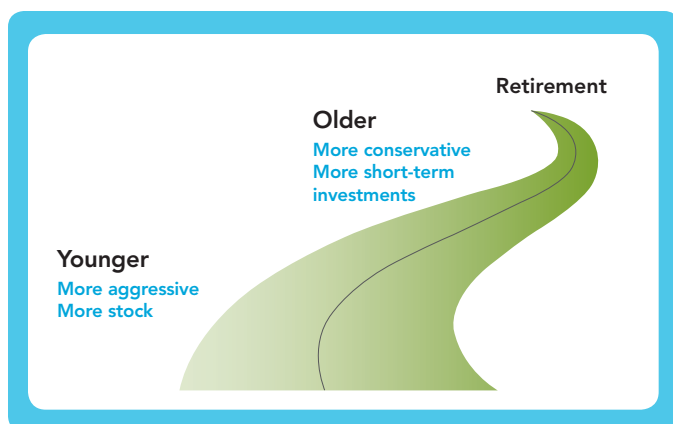 Retirement
Older
More conservative
More short-term
investments
Younger
More aggressive
More stock